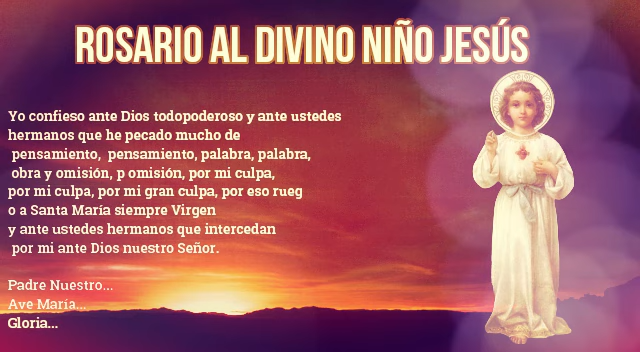 ROSARIO AL DIVINO NIÑO JESÚS
Yo confieso ante Dios todopoderoso y ante ustedes
hermanos que he pecado mucho de
pensamiento, pensamiento, palabra, palabra,
obra y omisión, p omisión, por mi culpa,
por mi culpa, por mi gran culpa, por eso rueg
o a Santa María siempre Virgen
y ante ustedes hermanos que intercedan
por mi ante Dios nuestro Señor.
Padre Nuestro...
Ave María...
Gloria...